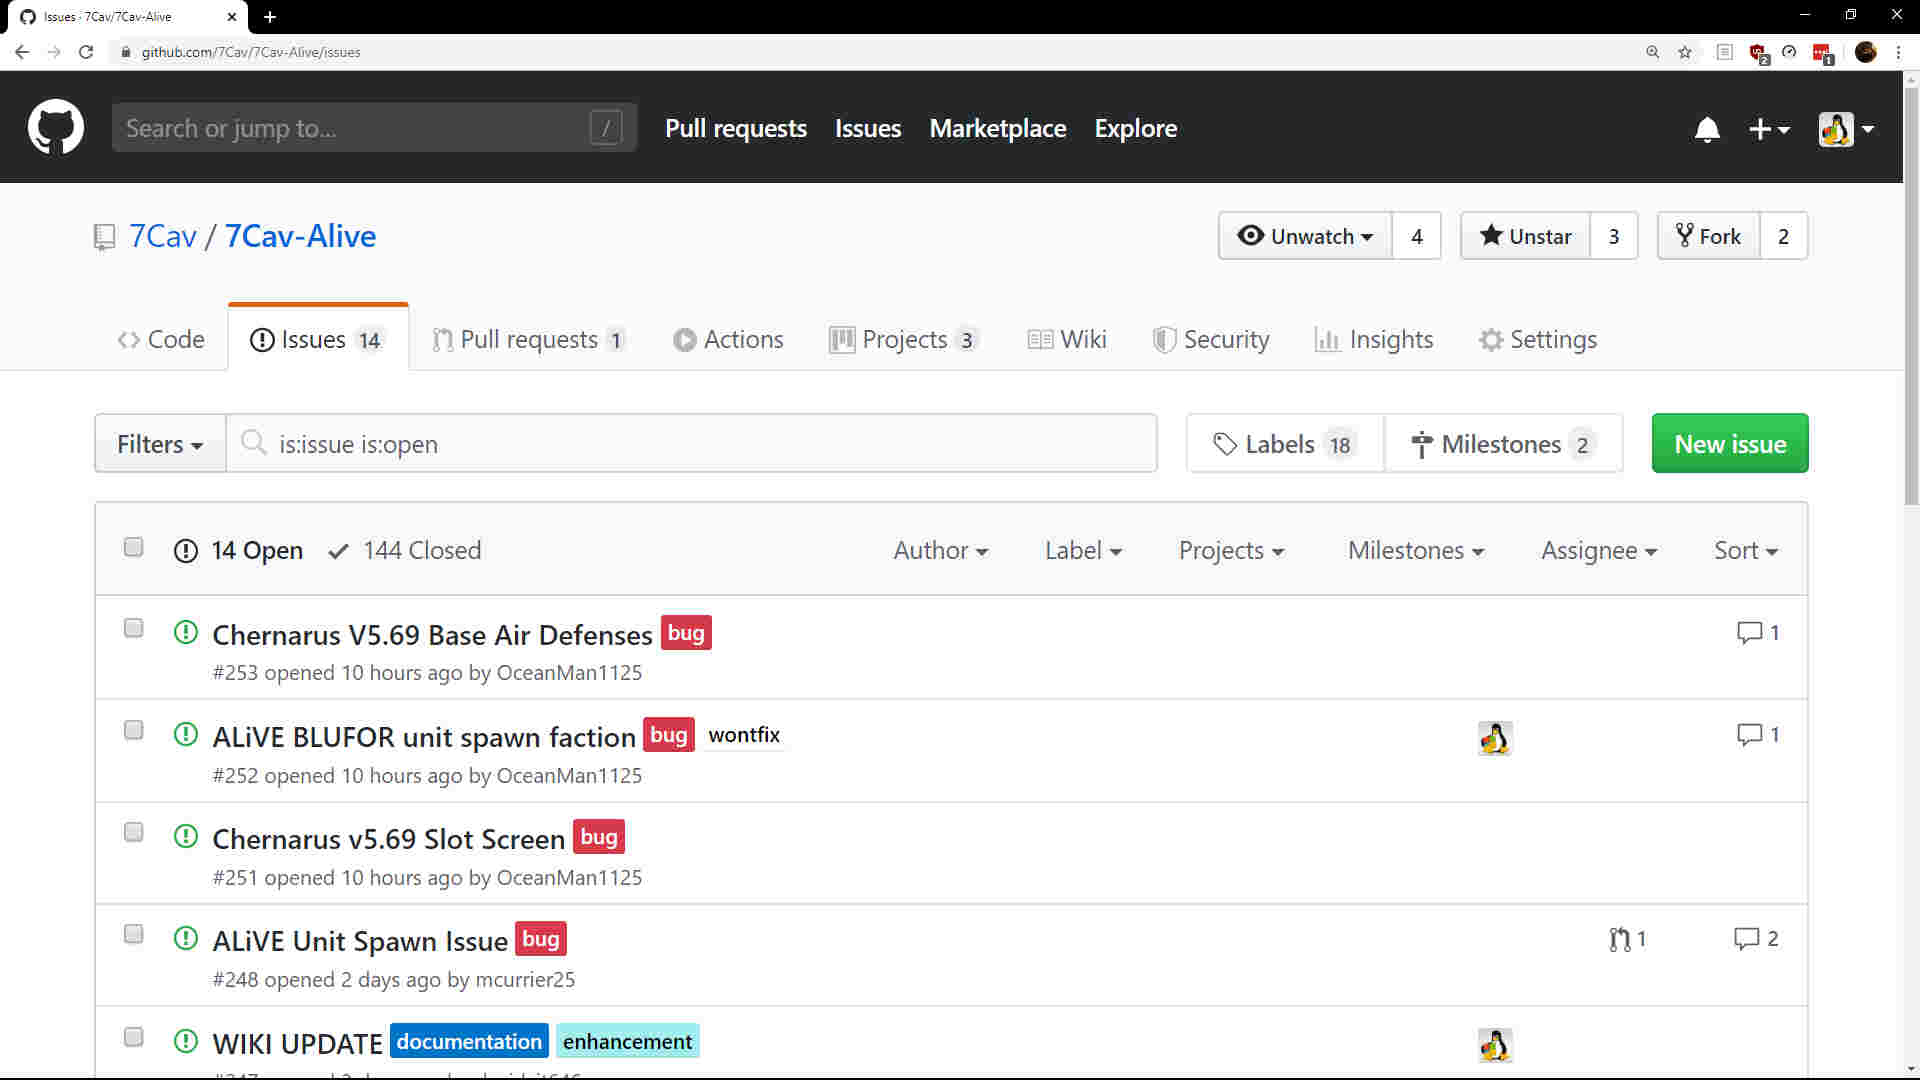 Issues · 7Cav/7Cav-Alive
github.com/7Cav/7Cav-Alive/issues
2
1
Search or jump to...
/
Pull requests Issues Marketplace Explore
7Cav / 7Cav-Alive
Unwatch 4 Unstar 3 Fork 2
Code Issues 14 Pull requests 1 Actions Projects 3 Wiki Security Insights Settings
Filters is:issue is:open Labels 18 Milestones 2 New issue
14 Open 144 Closed Author Label Projects Milestones Assignee Sort
Chernarus V5.69 Base Air Defenses bug 1
#253 opened 10 hours ago by OceanMan1125
ALiVE BLUFOR unit spawn faction bug wontfix 1
#252 opened 10 hours ago by OceanMan1125
Chernarus v5.69 Slot Screen bug
#251 opened 10 hours ago by OceanMan1125
ALiVE Unit Spawn Issue bug 1 2
#248 opened 2 days ago by mcurrier25
WIKI UPDATE documentation enhancement